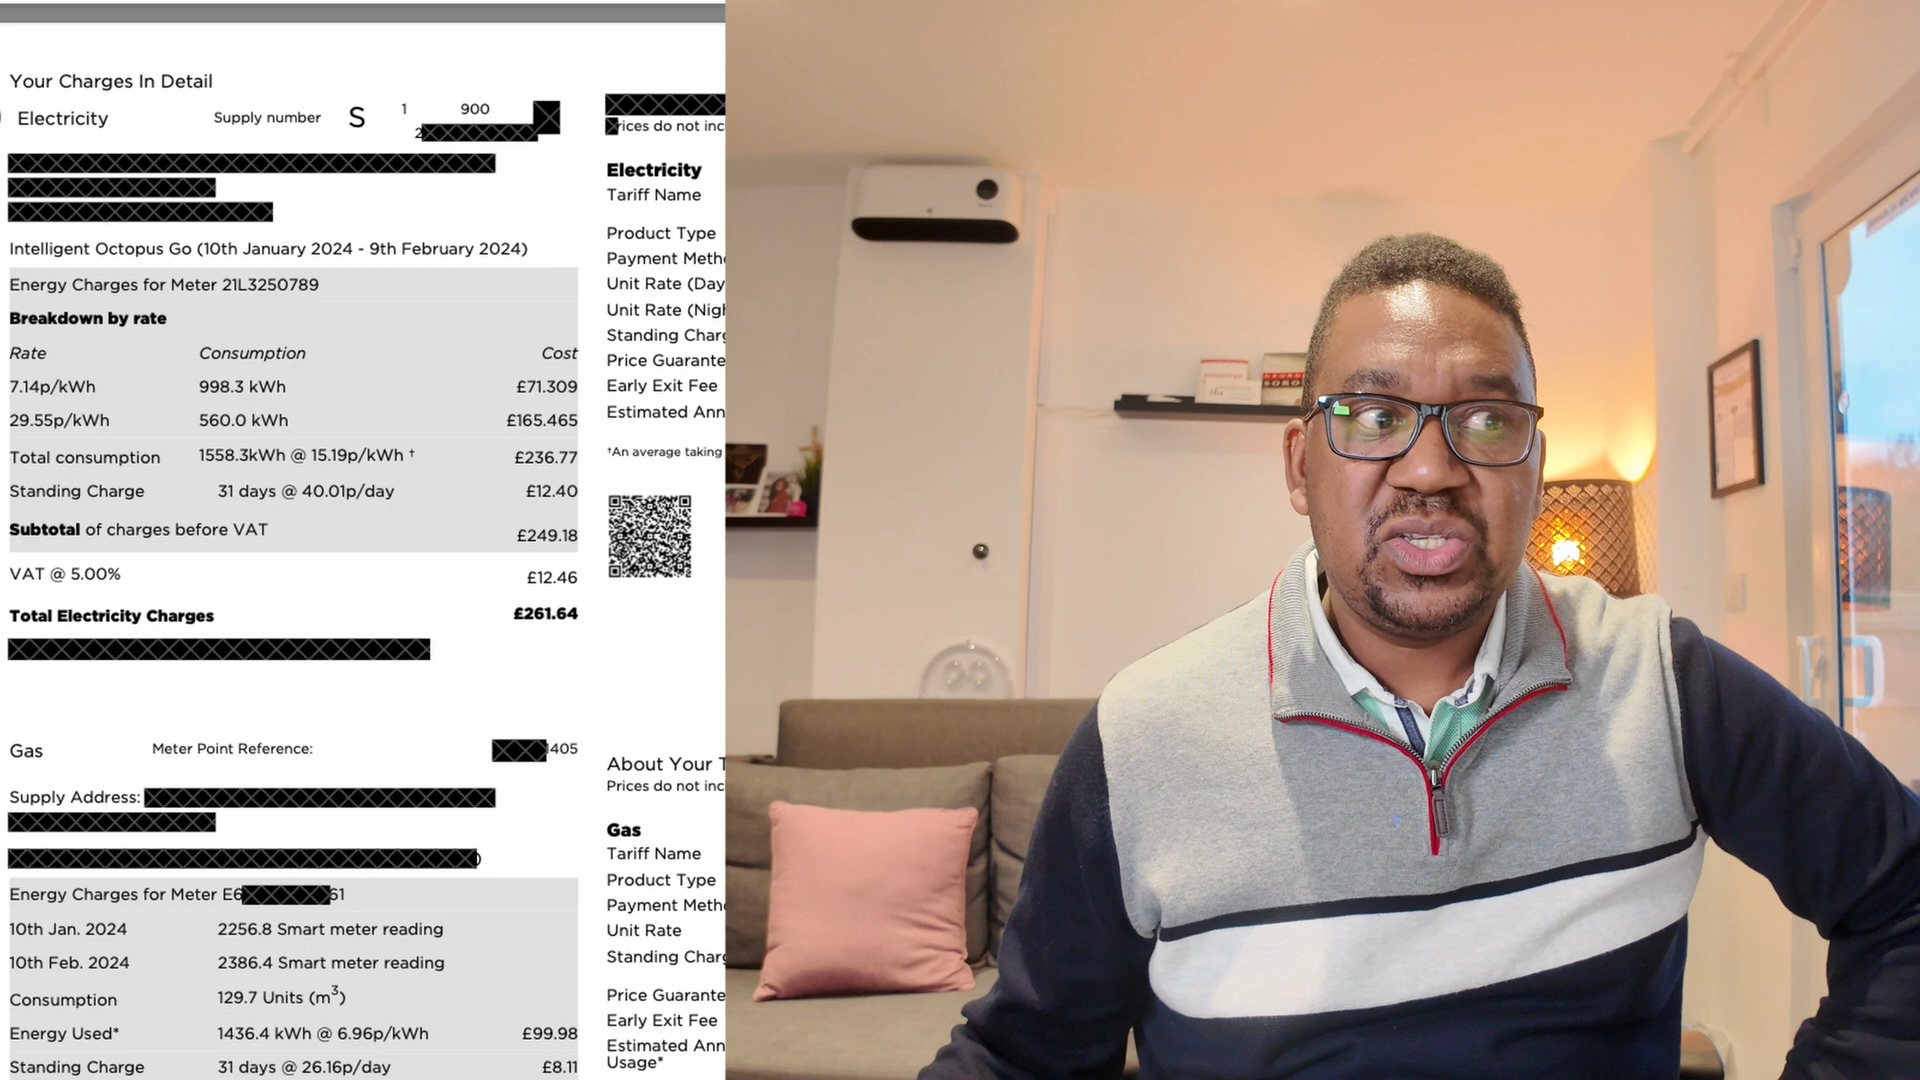 Your Charges In Detail
Electricity Supply number S 1 900
2
Intelligent Octopus Go (10th January 2024 - 9th February 2024)
Energy Charges for Meter 21L3250789
Breakdown by rate
Rate Consumption Cost
7.14p/kWh 998.3 kWh £71.309
29.55p/kWh 560.0 kWh £165.465
Total consumption 1558.3kWh @ 15.19p/kWh † £236.77
Standing Charge 31 days @ 40.01p/day £12.40
Subtotal of charges before VAT £249.18
VAT @ 5.00% £12.46
Total Electricity Charges £261.64
Gas Meter Point Reference: 1405
Supply Address:
Energy Charges for Meter E6 61
10th Jan. 2024 2256.8 Smart meter reading
10th Feb. 2024 2386.4 Smart meter reading
Consumption 129.7 Units (m3)
Energy Used* 1436.4 kWh @ 6.96p/kWh £99.98
Standing Charge 31 days @ 26.16p/day £8.11
rices do not inc
Electricity
Tariff Name
Product Type
Payment Meth
Unit Rate (Day
Unit Rate (Nigh
Standing Charg
Price Guarante
Early Exit Fee
Estimated Ann
†An average taking
About Your T
Prices do not inc
Gas
Tariff Name
Product Type
Payment Meth
Unit Rate
Standing Charg
Price Guarante
Early Exit Fee
Estimated Ann
Usage*
GEORGE
SOROS